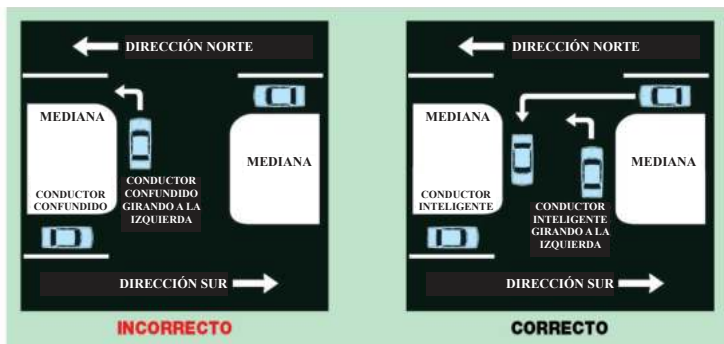 DIRECCIÓN NORTE
MEDIANA
MEDIANA
CONDUCTOR
CONFUNDIDO
CONDUCTOR
CONFUNDIDO
GIRANDO A LA
IZQUIERDA
DIRECCIÓN SUR
INCORRECTO
DIRECCIÓN NORTE
MEDIANA
MEDIANA
CONDUCTOR
INTELIGENTE
CONDUCTOR
INTELIGENTE
GIRANDO A LA
IZQUIERDA
DIRECCIÓN SUR
CORRECTO